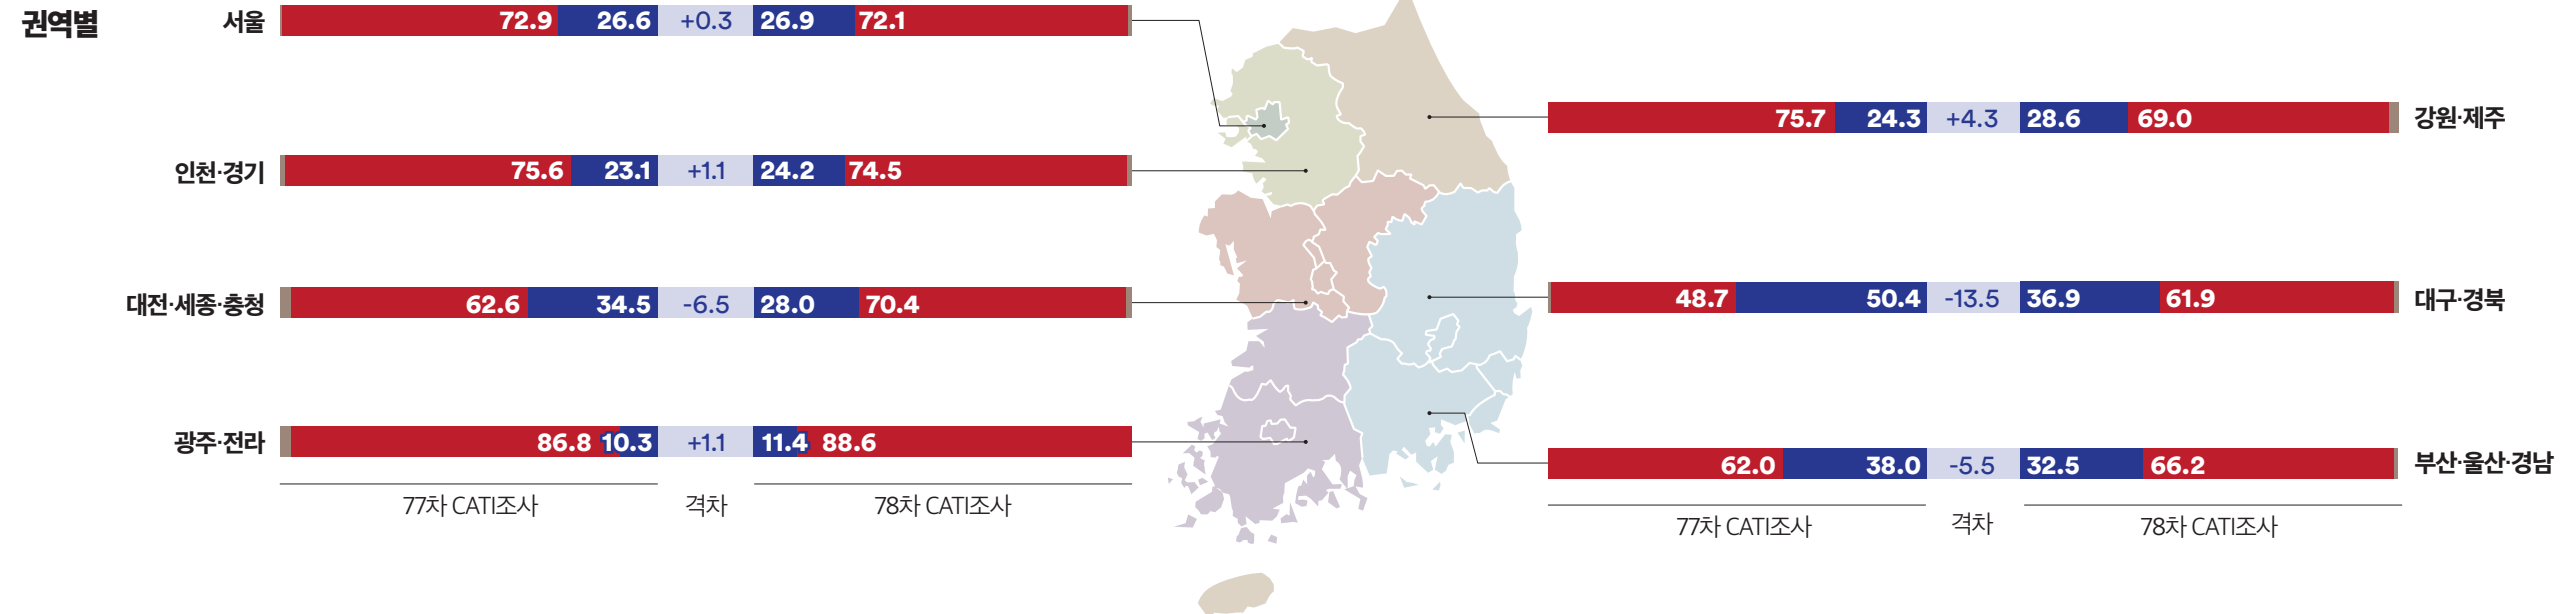 권역별
서울 72.9 26.6 +0.3 26.9 72.1
인천·경기 75.6 23.1 +1.1 24.2 74.5
대전·세종·충청 62.6 34.5 -6.5 28.0 70.4
광주·전라 86.8 10.3 +1.1 11.4 88.6
77차 CATI조사 격차 78차 CATI조사
75.7 24.3 +4.3 28.6 69.0 강원·제주
48.7 50.4 -13.5 36.9 61.9 대구·경북
62.0 38.0 -5.5 32.5 66.2 부산·울산·경남
77차 CATI조사 격차 78차 CATI조사